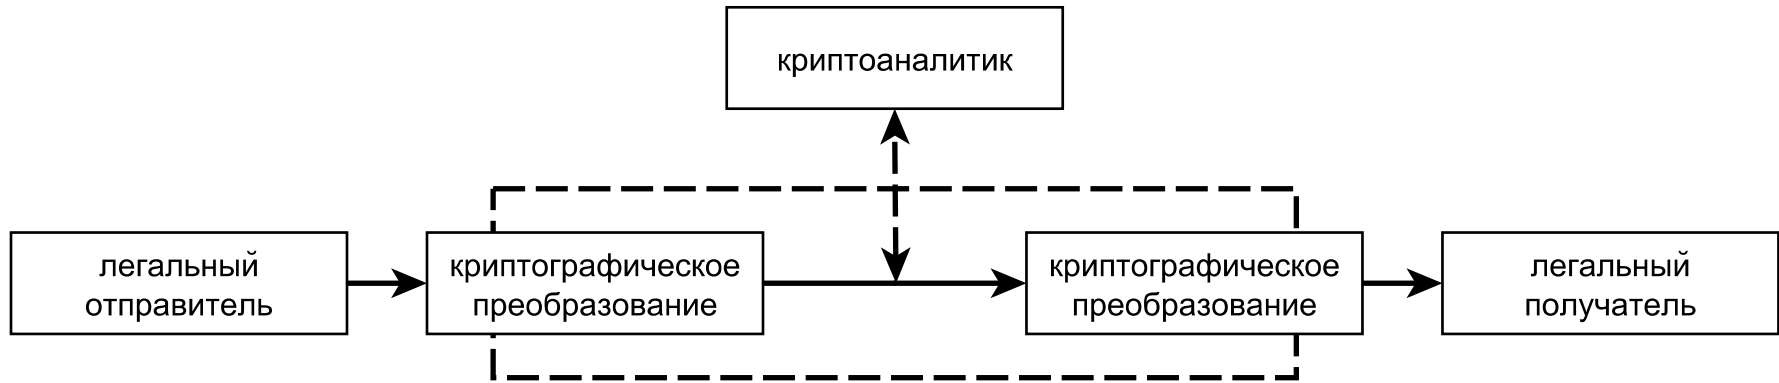 криптоаналитик
легальный
отправитель
криптографическое
преобразование
криптографическое
преобразование
легальный
получатель